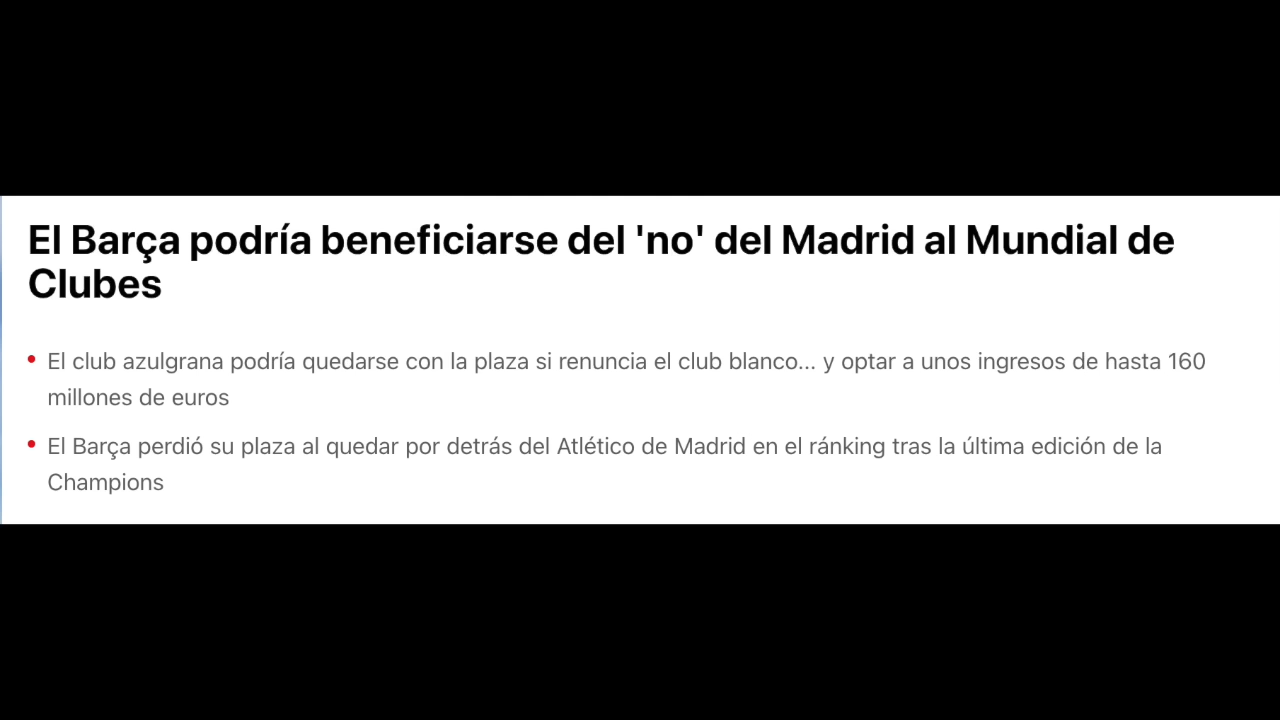 El Barça podría beneficiarse del 'no' del Madrid al Mundial de
Clubes
• El club azulgrana podría quedarse con la plaza si renuncia el club blanco... y optar a unos ingresos de hasta 160
millones de euros
• El Barça perdió su plaza al quedar por detrás del Atlético de Madrid en el ránking tras la última edición de la
Champions